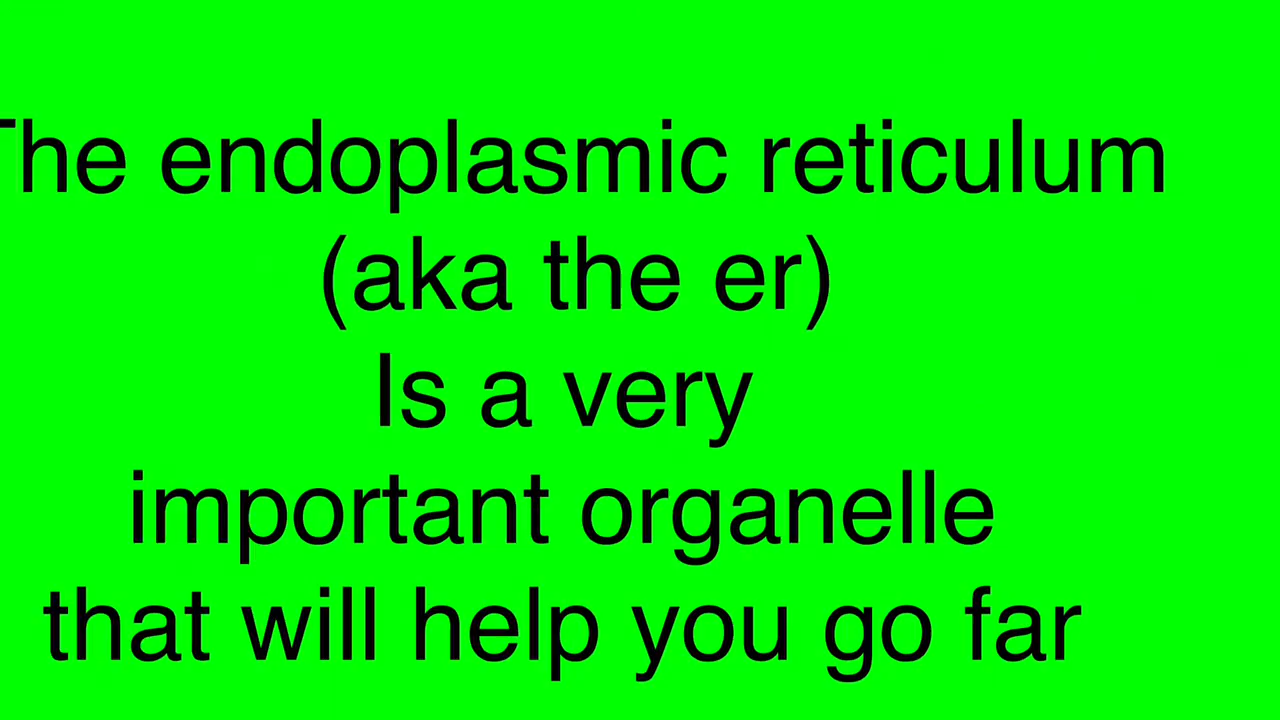 The endoplasmic reticulum
(aka the er)
Is a very
important organelle
that will help you go far